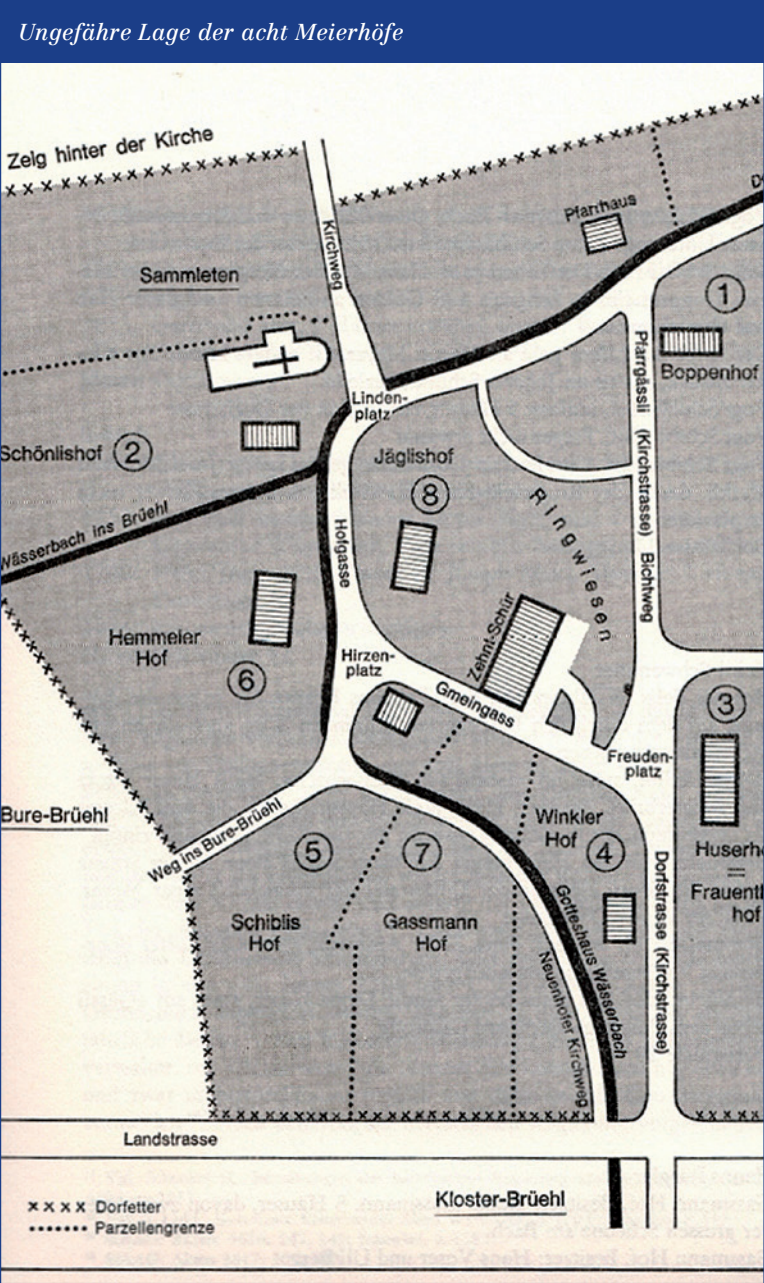 Ungefähre Lage der acht Meierhöfe
Zelg hinter der Kirche
Kirchweg
Pfarrhaus
Sammleten
1
Boppenhof
Linden-
platz
Pfarrgässli (Kirchstrasse) Bichtweg
Schönlishof 2
Jäglishof
8
Wässerbach ins Brüehl
Hofgasse
Ringwiesen
Hemmeler
Hof
6
Zehnt-Schür
Hirzen-
platz
Gmeingass
3
Freuden-
platz
Bure-Brüehl
Weg ins Bure-Brüehl
Winkler
Hof
4
5
7
=
hof
Schiblis
Hof
Gassmann
Hof
Dorfstrasse (Kirchstrasse)
Gotteshaus Wässerbach
Neuenhofer Kirchweg
Landstrasse
xxxx Dorfetter
........ Parzellengrenze
Kloster-Brüehl